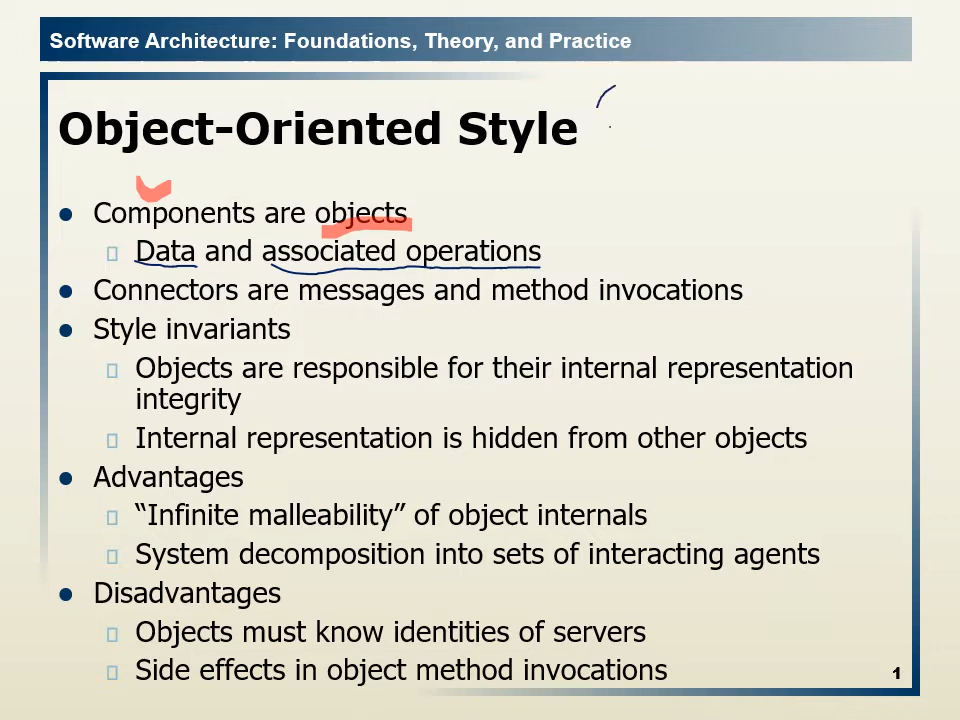 Software Architecture: Foundations, Theory, and Practice
Object-Oriented Style
Components are objects
Data and associated operations
Connectors are messages and method invocations
Style invariants
Objects are responsible for their internal representation
integrity
Internal representation is hidden from other objects
Advantages
“Infinite malleability” of object internals
System decomposition into sets of interacting agents
Disadvantages
Objects must know identities of servers
Side effects in object method invocations
1